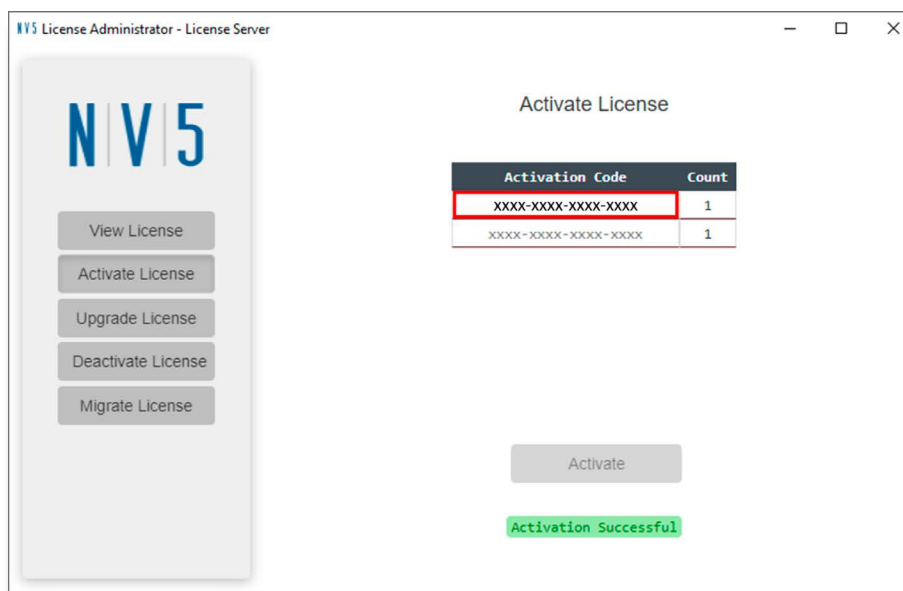 NV5 License Administrator - License Server
NV5
View License
Activate License
Upgrade License
Deactivate License
Migrate License
Activate License
Activation Code Count
XXXX-XXXX-XXXX-XXXX 1
xxxx-xxxx-xxxx-xxxx 1
Activate
Activation Successful